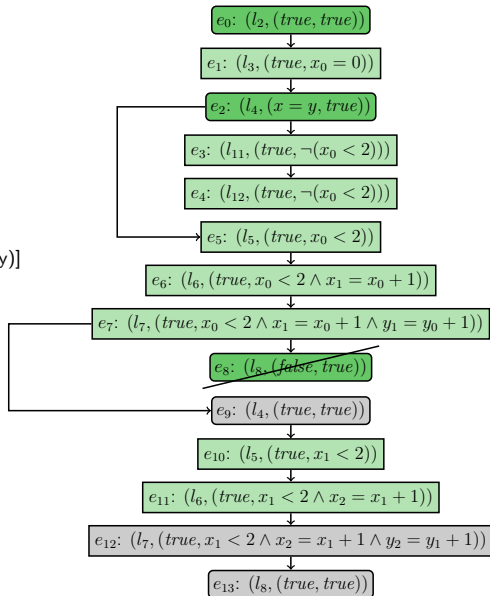 e₀: (l₂, (true, true))
e₁: (l₃, (true, x₀ = 0))
e₂: (l₄, (x = y, true))
e₃: (l₁₁, (true, ¬(x₀ < 2)))
e₄: (l₁₂, (true, ¬(x₀ < 2)))
e₅: (l₅, (true, x₀ < 2))
y)]
e₆: (l₆, (true, x₀ < 2 ∧ x₁ = x₀ + 1))
e₇: (l₇, (true, x₀ < 2 ∧ x₁ = x₀ + 1 ∧ y₁ = y₀ + 1))
e₈: (l₈, (false, true))
e₉: (l₄, (true, true))
e₁₀: (l₅, (true, x₁ < 2))
e₁₁: (l₆, (true, x₁ < 2 ∧ x₂ = x₁ + 1))
e₁₂: (l₇, (true, x₁ < 2 ∧ x₂ = x₁ + 1 ∧ y₂ = y₁ + 1))
e₁₃: (l₈, (true, true))